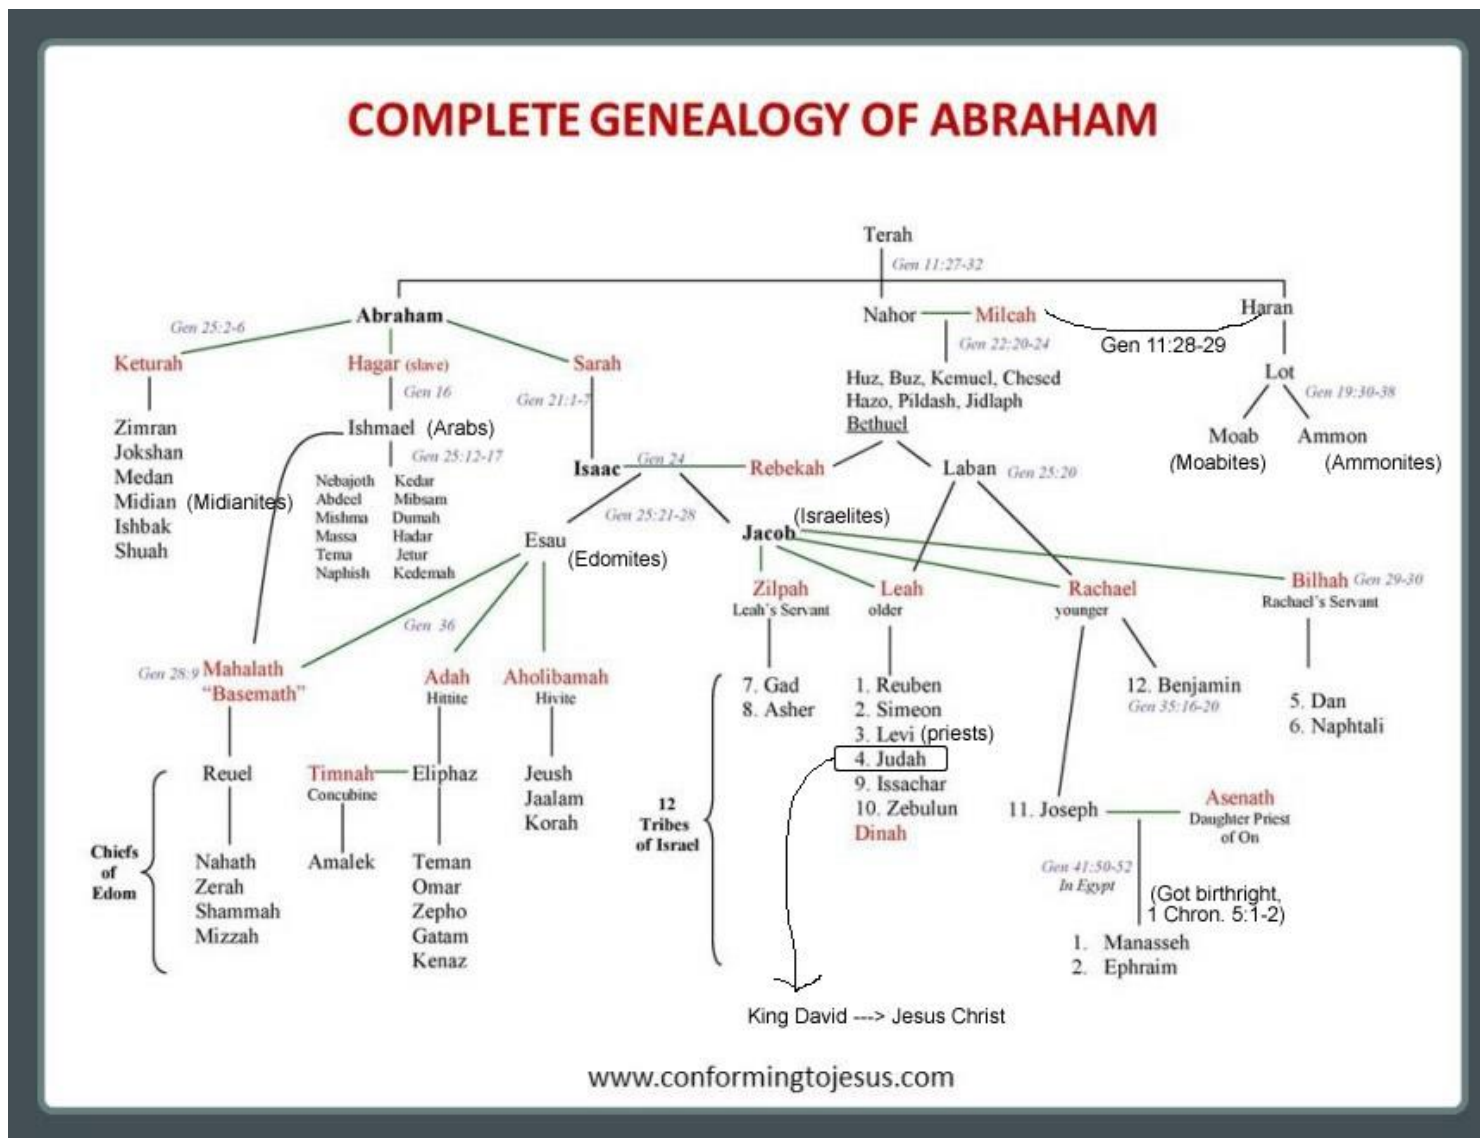 COMPLETE GENEALOGY OF ABRAHAM
Terah
Gen 11:27-32
Abraham
Nahor
Milcah
Haran
Gen 25:2-6
Gen 22:20-24
Gen 11:28-29
Keturah
Hagar (slave)
Sarah
Lot
Gen 16
Gen 21:1-7
Huz, Buz, Kemuel, Chesed
Hazo, Pildash, Jidlaph
Bethuel
Gen 19:30-38
Zimran
Jokshan
Medan
Midian (Midianites)
Ishbak
Shuah
Ishmael (Arabs)
Gen 25:12-17
Nebajoth Kedar
Abdeel Mibsam
Mishma Dumah
Massa Hadar
Tema Jetur
Naphish Kedemah
Isaac
Gen 24
Rebekah
Laban
Gen 25:20
Moab
(Moabites)
Ammon
(Ammonites)
Gen 25:21-28
Esau
(Edomites)
Jacob
(Israelites)
Zilpah
Leah's Servant
Leah
older
Rachael
younger
Bilhah
Gen 29-30
Rachael's Servant
Gen 36
Gen 28:9
Mahalath
"Basemath"
Adah
Hittite
Aholibamah
Hivite
7. Gad
8. Asher
1. Reuben
2. Simeon
3. Levi (priests)
4. Judah
9. Issachar
10. Zebulun
Dinah
12. Benjamin
Gen 35:16-20
5. Dan
6. Naphtali
Reuel
Timnah
Concubine
Eliphaz
Jeush
Jaalam
Korah
12
Tribes
of Israel
11. Joseph
Asenath
Daughter Priest
of On
Chiefs
of
Edom
Nahath
Zerah
Shammah
Mizzah
Amalek
Teman
Omar
Zepho
Gatam
Kenaz
Gen 41:50-52
In Egypt
(Got birthright,
1 Chron. 5:1-2)
1. Manasseh
2. Ephraim
King David ---> Jesus Christ
www.conformingtojesus.com